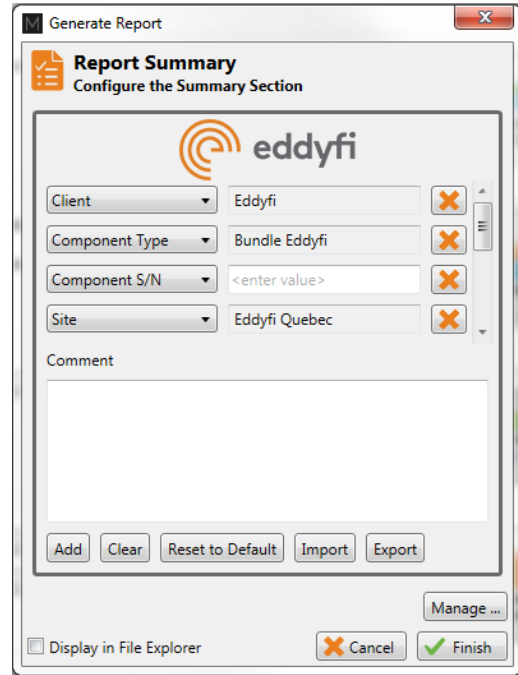 M Generate Report
Report Summary
Configure the Summary Section
eddyfi
Client Eddyfi
Component Type Bundle Eddyfi
Component S/N <enter value>
Site Eddyfi Quebec
Comment
Add Clear Reset to Default Import Export
Manage ...
Display in File Explorer Cancel Finish